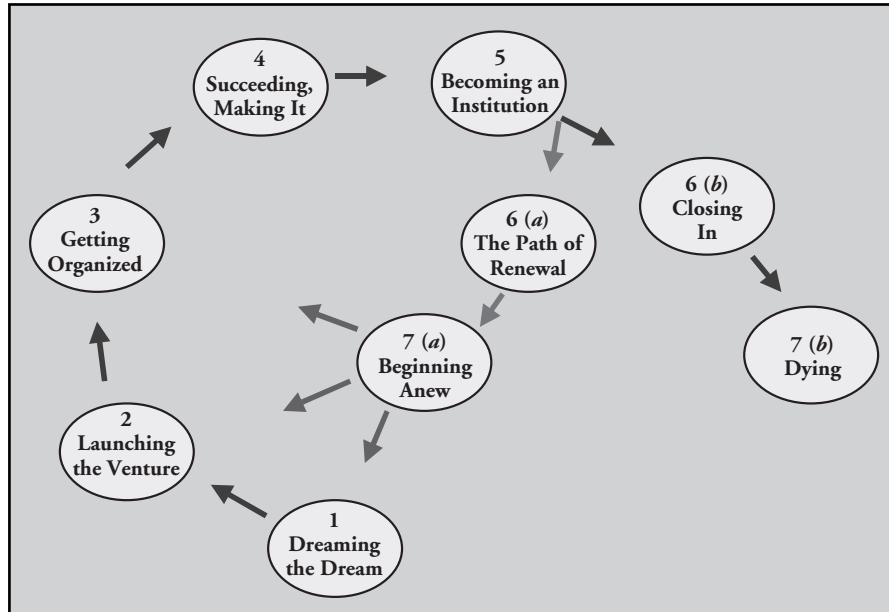 4
Succeeding,
Making It
5
Becoming an
Institution
3
Getting
Organized
6 (a)
The Path of
Renewal
6 (b)
Closing
In
7 (a)
Beginning
Anew
7 (b)
Dying
2
Launching
the Venture
1
Dreaming
the Dream